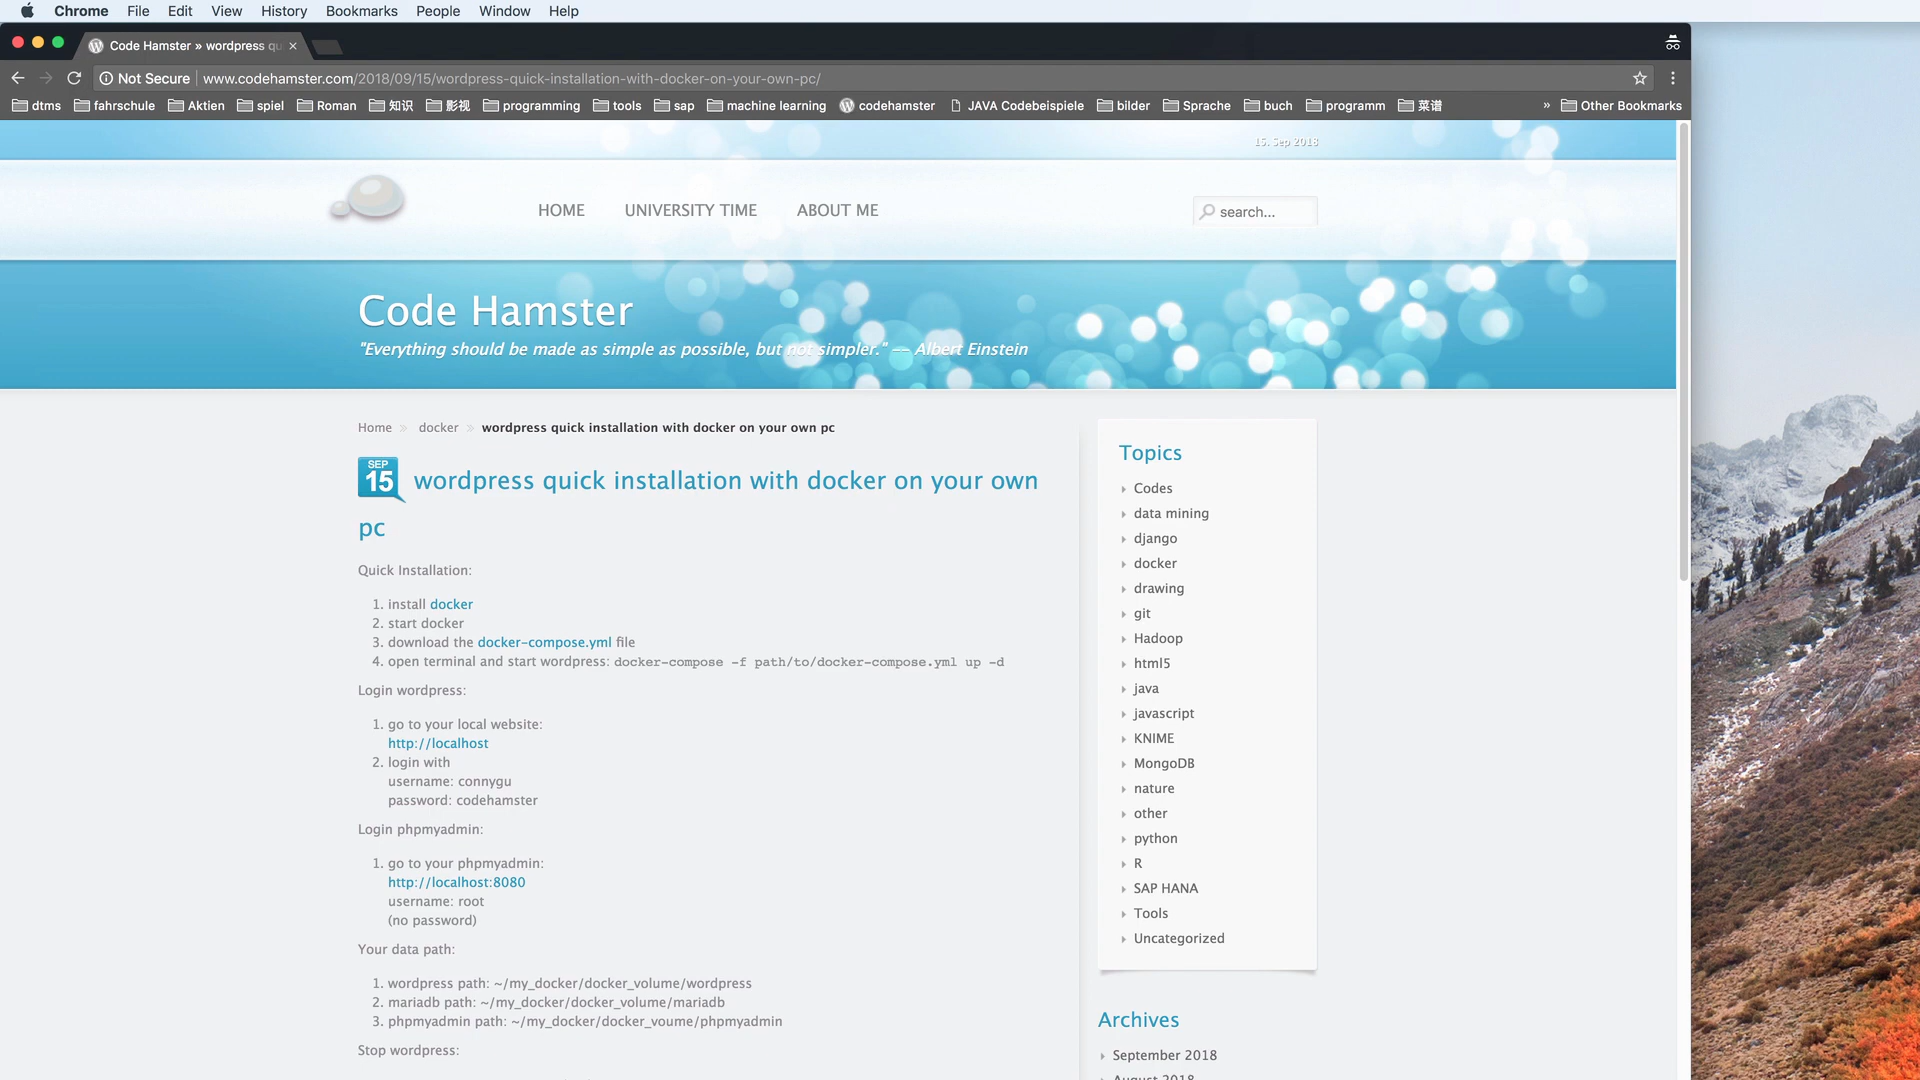 Chrome File Edit View History Bookmarks People Window Help
Code Hamster » wordpress qu
Not Secure www.codehamster.com/2018/09/15/wordpress-quick-installation-with-docker-on-your-own-pc/
dtms fahrschule Aktien spiel Roman 知识 影视 programming tools sap machine learning codehamster JAVA Codebeispiele bilder Sprache buch programm 菜谱 » Other Bookmarks
15. Sep 2018
HOME UNIVERSITY TIME ABOUT ME search...
Code Hamster
"Everything should be made as simple as possible, but not simpler." -- Albert Einstein
Home » docker » wordpress quick installation with docker on your own pc
SEP
15
wordpress quick installation with docker on your own
pc
Quick Installation:
1. install docker
2. start docker
3. download the docker-compose.yml file
4. open terminal and start wordpress: docker-compose -f path/to/docker-compose.yml up -d
Login wordpress:
1. go to your local website:
http://localhost
2. login with
username: connygu
password: codehamster
Login phpmyadmin:
1. go to your phpmyadmin:
http://localhost:8080
username: root
(no password)
Your data path:
1. wordpress path: ~/my_docker/docker_volume/wordpress
2. mariadb path: ~/my_docker/docker_volume/mariadb
3. phpmyadmin path: ~/my_docker/docker_voume/phpmyadmin
Stop wordpress:
Topics
Codes
data mining
django
docker
drawing
git
Hadoop
html5
java
javascript
KNIME
MongoDB
nature
other
python
R
SAP HANA
Tools
Uncategorized
Archives
September 2018
August 2018